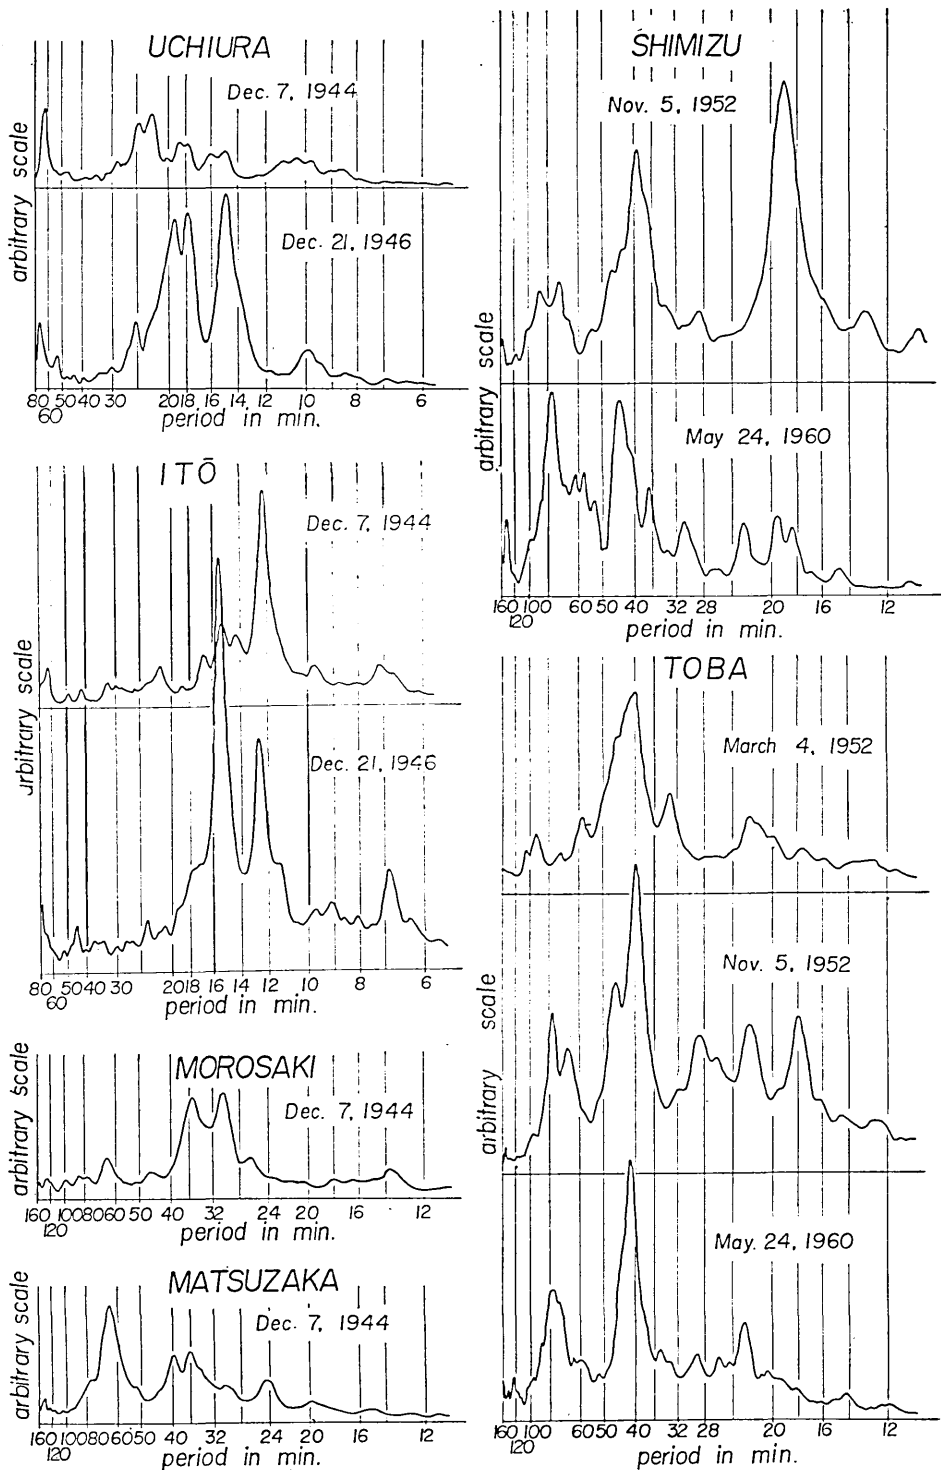 UCHIURA
Dec. 7, 1944
arbitrary scale
Dec. 21, 1946
80 60 50 40 30 20 18 16 14 12 10 8 6
period in min.
ITŌ
Dec. 7, 1944
arbitrary scale
Dec. 21, 1946
80 60 50 40 30 20 18 16 14 12 10 8 6
period in min.
MOROSAKI
Dec. 7, 1944
arbitrary scale
160 120 100 80 60 50 40 32 24 20 16 12
period in min.
MATSUZAKA
Dec. 7, 1944
arbitrary scale
160 120 100 80 60 50 40 32 24 20 16 12
period in min.
SHIMIZU
Nov. 5, 1952
arbitrary scale
May 24, 1960
160 120 100 60 50 40 32 28 20 16 12
period in min.
TOBA
March 4, 1952
Nov. 5, 1952
arbitrary scale
May. 24, 1960
160 120 100 60 50 40 32 28 20 16 12
period in min.